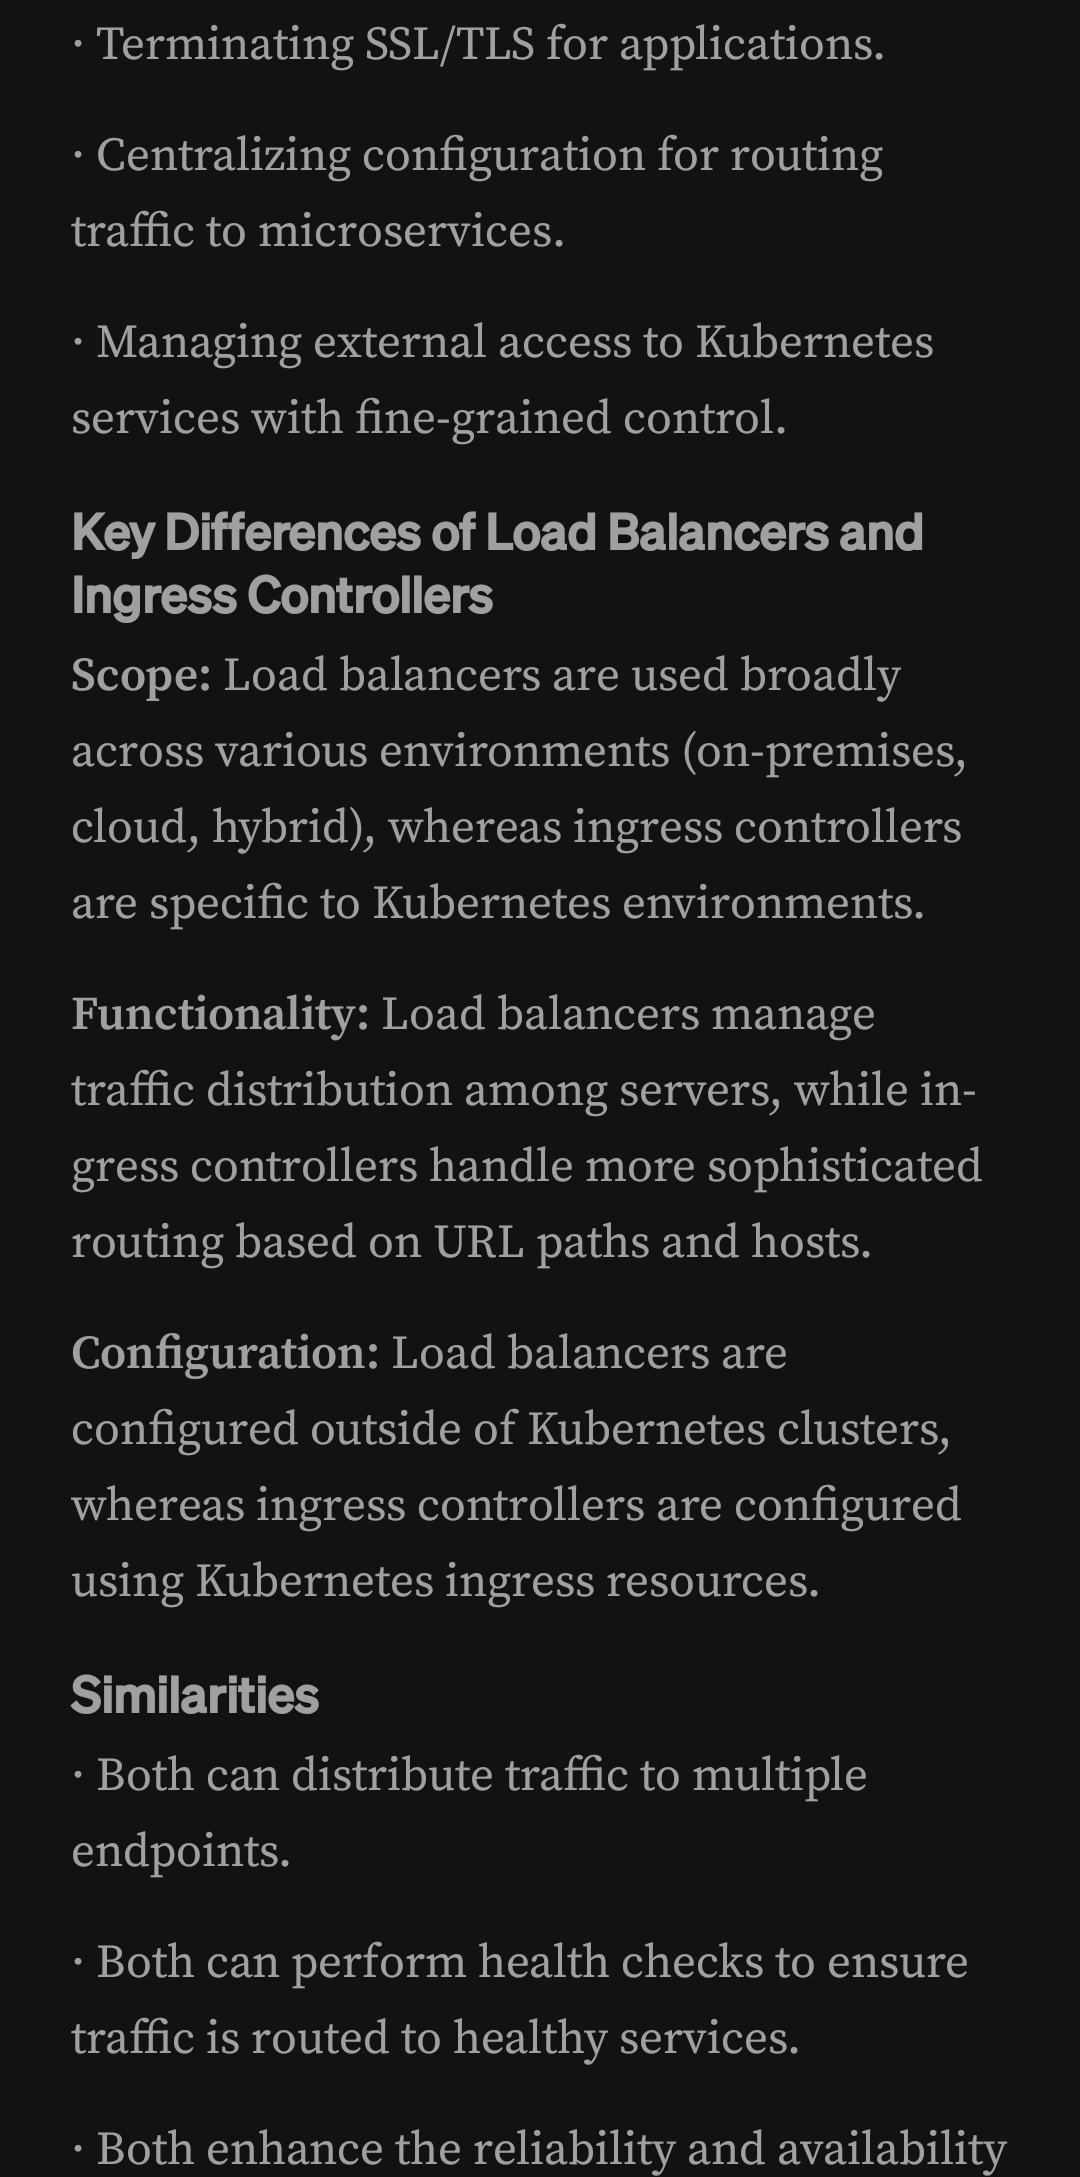 · Terminating SSL/TLS for applications.
· Centralizing configuration for routing
traffic to microservices.
· Managing external access to Kubernetes
services with fine-grained control.
Key Differences of Load Balancers and
Ingress Controllers
Scope: Load balancers are used broadly
across various environments (on-premises,
cloud, hybrid), whereas ingress controllers
are specific to Kubernetes environments.
Functionality: Load balancers manage
traffic distribution among servers, while in-
gress controllers handle more sophisticated
routing based on URL paths and hosts.
Configuration: Load balancers are
configured outside of Kubernetes clusters,
whereas ingress controllers are configured
using Kubernetes ingress resources.
Similarities
· Both can distribute traffic to multiple
endpoints.
· Both can perform health checks to ensure
traffic is routed to healthy services.
· Both enhance the reliability and availability